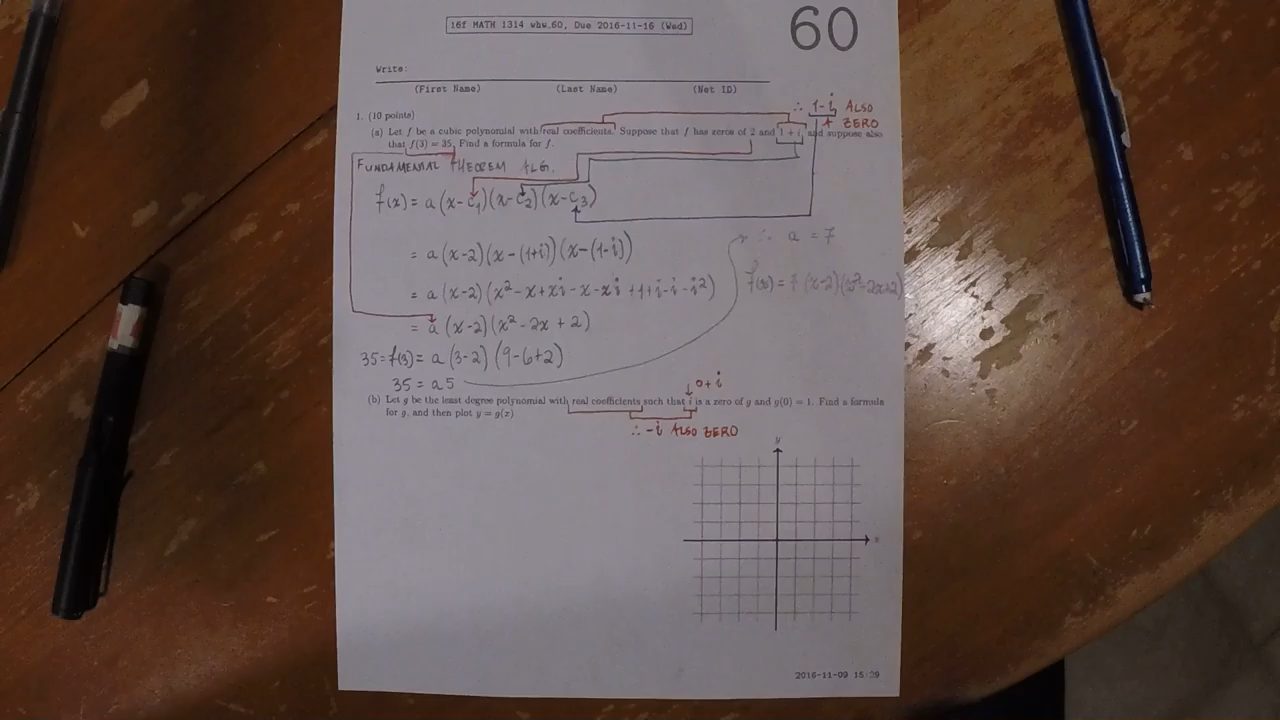 16f MATH 1314 whw_60, Due 2016-11-16 (Wed)
60
Write:
(First Name) (Last Name) (Net ID)
1. (10 points)
∴ 1-i ALSO
A ZERO
(a) Let f be a cubic polynomial with real coefficients. Suppose that f has zeros of 2 and 1 + i, and suppose also
that f(3) = 35. Find a formula for f.
FUNDAMENTAL THEOREM ALG.
f(x) = a (x-c₁)(x-c₂)(x-c₃)
= a (x-2)(x-(1+i))(x-(1-i))
= a (x-2)(x²-x+xi-x-xi+1+i-i-i²)
= a (x-2)(x²-2x+2)
35=f(3)= a (3-2)(9-6+2)
35 = a5
∴ a = 7
f(x) = 7 (x-2)(x²-2x+2)
0+i
(b) Let g be the least degree polynomial with real coefficients such that i is a zero of g and g(0) = 1. Find a formula
for g, and then plot y = g(x)
∴ -i ALSO ZERO
y
x
2016-11-09 15:29